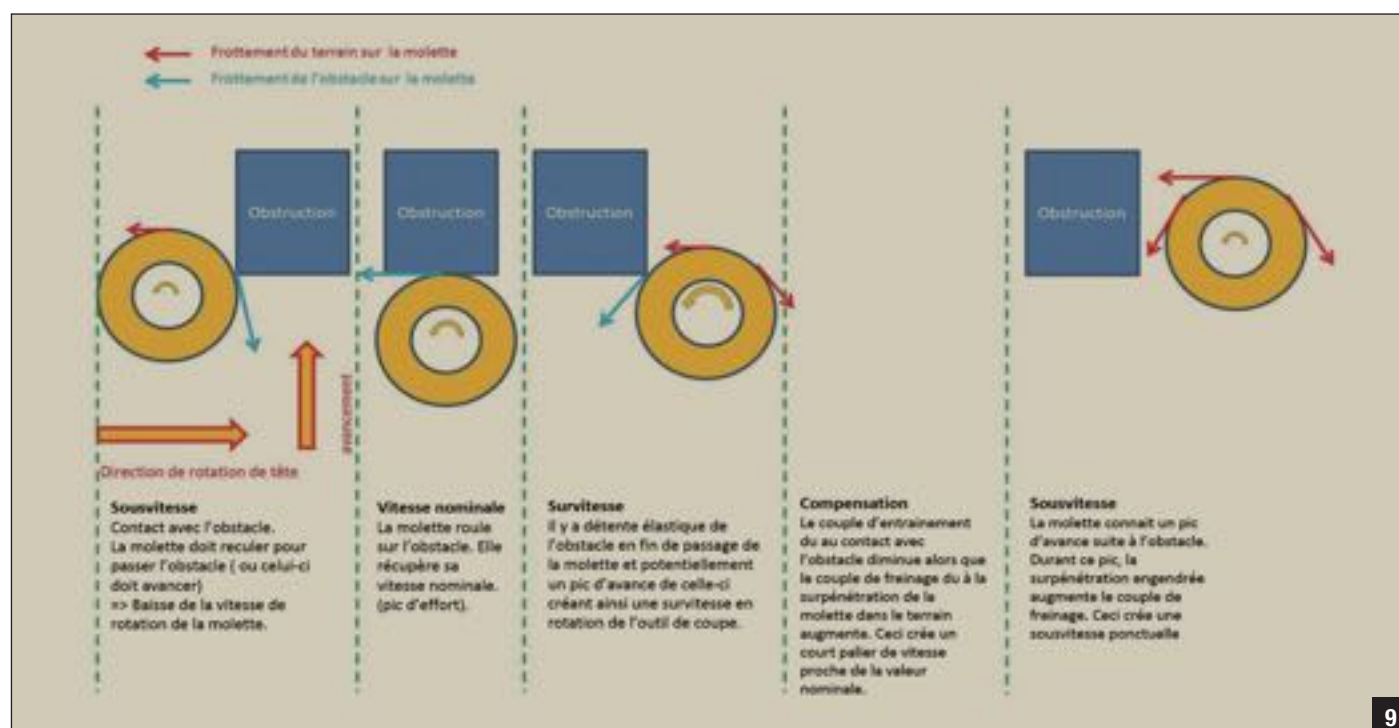 Frottement du terrain sur la molette
Frottement de l'obstacle sur la molette
Obstruction
Obstruction
Obstruction
Obstruction
avancement
Direction de rotation de tête
Sousvitesse
Contact avec l'obstacle.
La molette doit reculer pour
passer l'obstacle ( ou celui-ci
doit avancer)
=> Baisse de la vitesse de
rotation de la molette.
Vitesse nominale
La molette roule
sur l'obstacle. Elle
récupère sa
vitesse nominale.
(pic d'effort).
Survitesse
Il y a détente élastique de
l'obstacle en fin de passage de
la molette et potentiellement
un pic d'avance de celle-ci
créant ainsi une survitesse en
rotation de l'outil de coupe.
Compensation
Le couple d'entrainement
du au contact avec
l'obstacle diminue alors que
le couple de freinage du à la
surpénétration de la
molette dans le terrain
augmente. Ceci crée un
court palier de vitesse
proche de la valeur
nominale.
Sousvitesse
La molette connait un pic
d'avance suite à l'obstacle.
Durant ce pic, la
surpénétration engendrée
augmente le couple de
freinage. Ceci crée une
sousvitesse ponctuelle
9